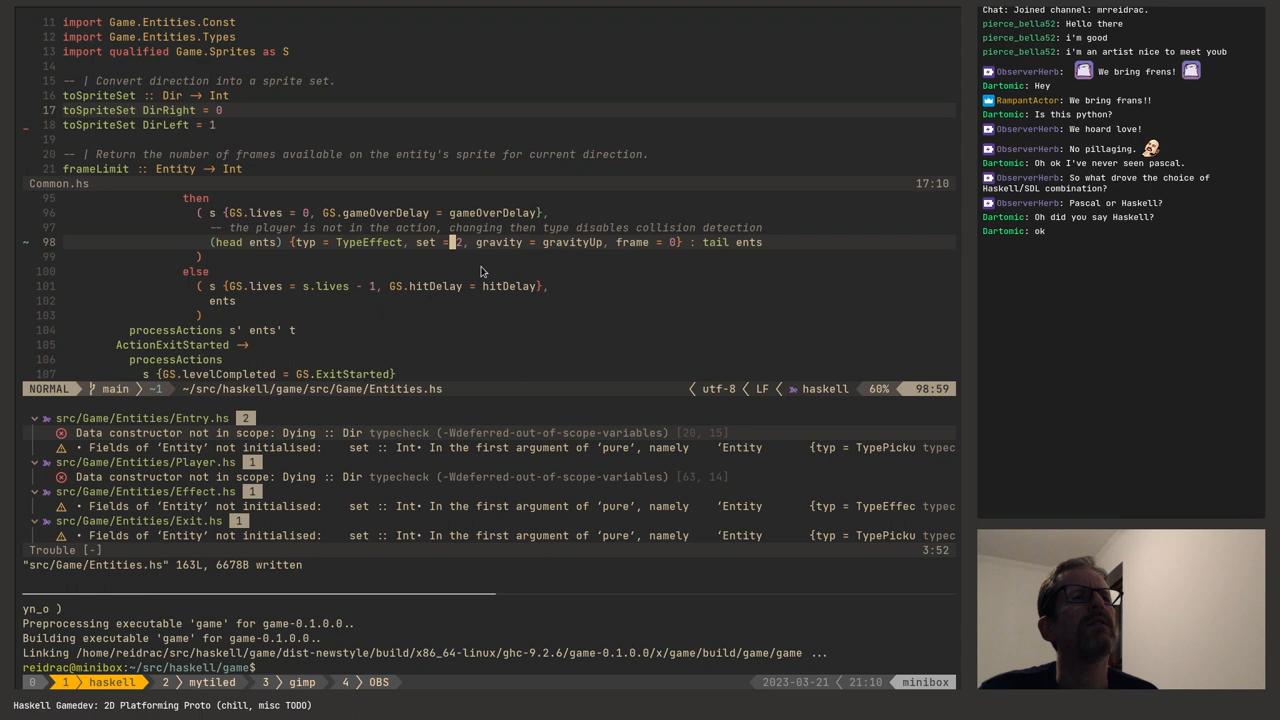 11 import Game.Entities.Const
12 import Game.Entities.Types
13 import qualified Game.Sprites as S
14
15 -- | Convert direction into a sprite set.
16 toSpriteSet :: Dir → Int
17 toSpriteSet DirRight = 0
18 toSpriteSet DirLeft = 1
19
20 -- | Return the number of frames available on the entity's sprite for current direction.
21 frameLimit :: Entity → Int
Common.hs 17:10
95 then
96 ( s {GS.lives = 0, GS.gameOverDelay = gameOverDelay},
97 -- the player is not in the action, changing then type disables collision detection
~ 98 (head ents) {typ = TypeEffect, set = 2, gravity = gravityUp, frame = 0} : tail ents
99 )
100 else
101 ( s {GS.lives = s.lives - 1, GS.hitDelay = hitDelay},
102 ents
103 )
104 processActions s' ents' t
105 ActionExitStarted →
106 processActions
107 s {GS.levelCompleted = GS.ExitStarted}
NORMAL main ~1 ~/src/haskell/game/src/Game/Entities.hs utf-8 LF haskell 60% 98:59
src/Game/Entities/Entry.hs 2
Data constructor not in scope: Dying :: Dir typecheck (-Wdeferred-out-of-scope-variables) [20, 15]
• Fields of ‘Entity’ not initialised: set :: Int• In the first argument of ‘pure’, namely ‘Entity {typ = TypePicku typec
src/Game/Entities/Player.hs 1
Data constructor not in scope: Dying :: Dir typecheck (-Wdeferred-out-of-scope-variables) [63, 14]
src/Game/Entities/Effect.hs 1
• Fields of ‘Entity’ not initialised: set :: Int• In the first argument of ‘pure’, namely ‘Entity {typ = TypeEffec typec
src/Game/Entities/Exit.hs 1
• Fields of ‘Entity’ not initialised: set :: Int• In the first argument of ‘pure’, namely ‘Entity {typ = TypePicku typec
Trouble [-] 3:52
"src/Game/Entities.hs" 163L, 6678B written
yn_o )
Preprocessing executable 'game' for game-0.1.0.0..
Building executable 'game' for game-0.1.0.0..
Linking /home/reidrac/src/haskell/game/dist-newstyle/build/x86_64-linux/ghc-9.2.6/game-0.1.0.0/x/game/build/game/game ...
reidrac@minibox:~/src/haskell/game$
0 1 haskell 2 mytiled 3 gimp 4 OBS 2023-03-21 21:10 minibox
Haskell Gamedev: 2D Platforming Proto (chill, misc TODO)
Chat: Joined channel: mrreidrac.
pierce_bella52: Hello there
pierce_bella52: i'm good
pierce_bella52: i'm an artist nice to meet youb
ObserverHerb: We bring frens!
Dartomic: Hey
RampantActor: We bring frans!!
Dartomic: Is this python?
ObserverHerb: We hoard love!
ObserverHerb: No pillaging.
Dartomic: Oh ok I've never seen pascal.
ObserverHerb: So what drove the choice of
Haskell/SDL combination?
ObserverHerb: Pascal or Haskell?
Dartomic: Oh did you say Haskell?
Dartomic: ok